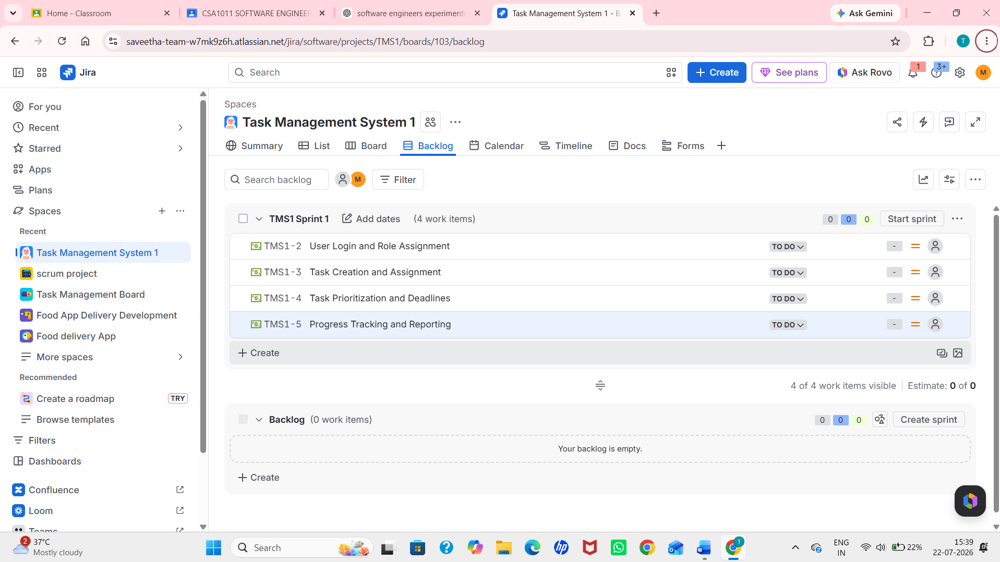 Home - Classroom
CSA1011 SOFTWARE ENGINEER
software engineers experiments
Task Management System 1 - B
Ask Gemini
saveetha-team-w7mk9z6h.atlassian.net/jira/software/projects/TMS1/boards/103/backlog
T
Jira
Search
Create
See plans
Ask Rovo
1
3+
M
For you
Recent
Starred
Apps
Plans
Spaces
Recent
Task Management System 1
scrum project
Task Management Board
Food App Delivery Development
Food delivery App
More spaces
Recommended
Create a roadmap
TRY
Browse templates
Filters
Dashboards
Confluence
Loom
Teams
Spaces
Task Management System 1
Summary
List
Board
Backlog
Calendar
Timeline
Docs
Forms
Search backlog
M
Filter
TMS1 Sprint 1
Add dates
(4 work items)
0
0
0
Start sprint
TMS1-2 User Login and Role Assignment TO DO -
TMS1-3 Task Creation and Assignment TO DO -
TMS1-4 Task Prioritization and Deadlines TO DO -
TMS1-5 Progress Tracking and Reporting TO DO -
Create
4 of 4 work items visible
Estimate: 0 of 0
Backlog (0 work items)
0
0
0
Create sprint
Your backlog is empty.
Create
2
37°C
Mostly cloudy
Search
T
ENG
IN
22%
15:39
22-07-2026